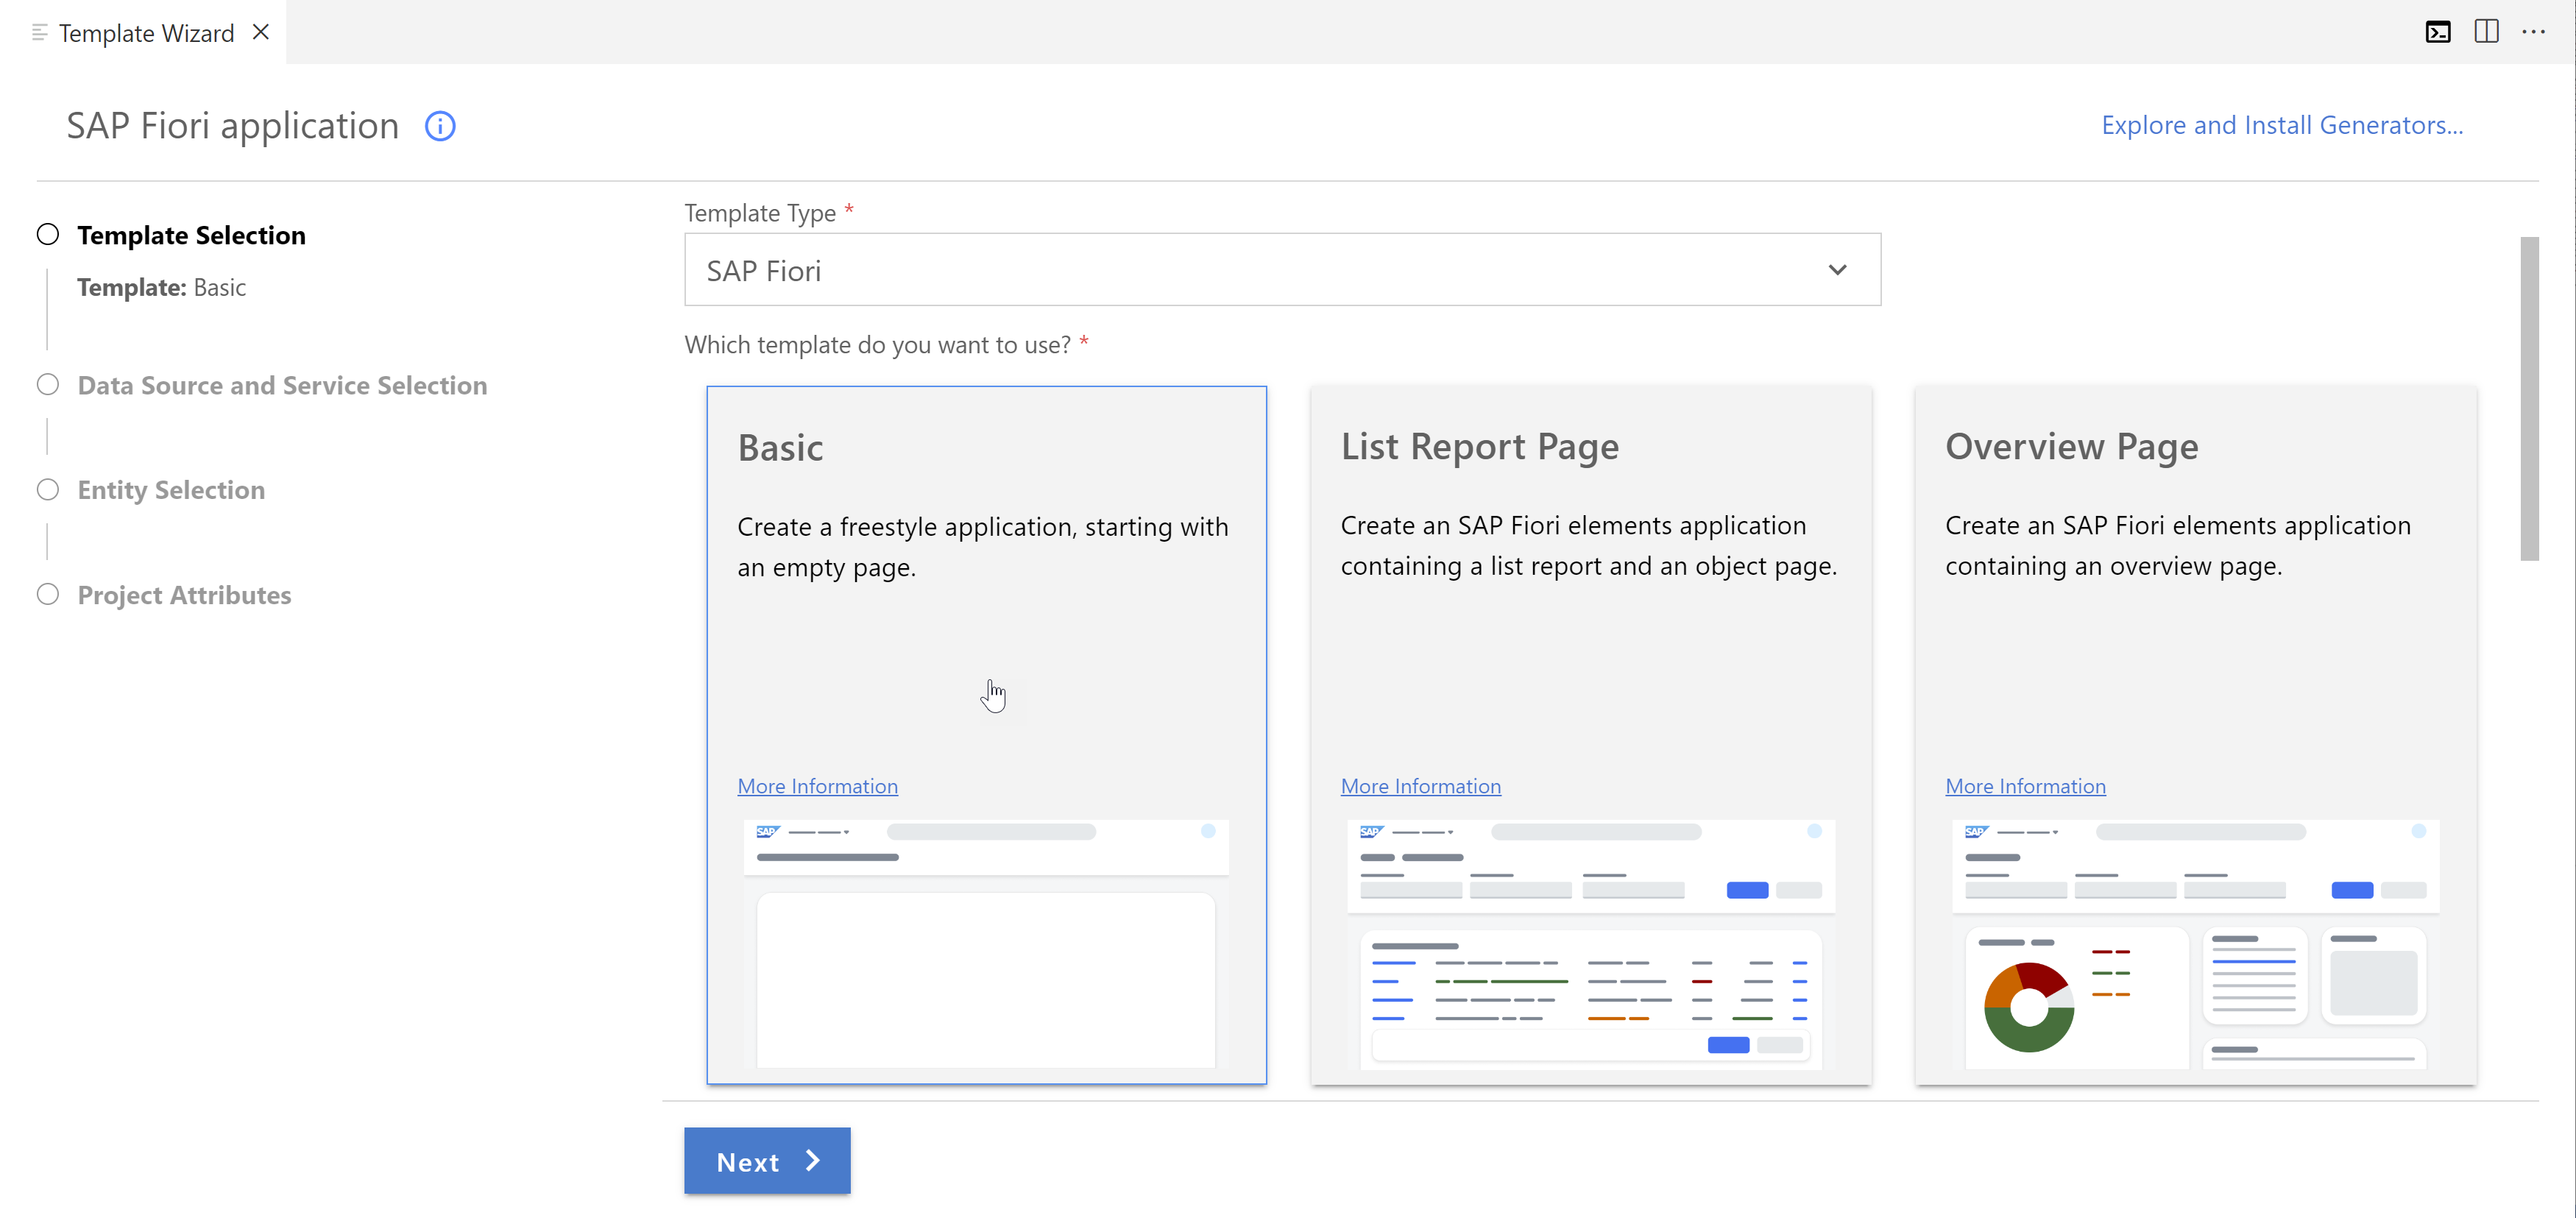 Template Wizard
SAP Fiori application
Explore and Install Generators...
Template Selection
Template: Basic
Data Source and Service Selection
Entity Selection
Project Attributes
Template Type *
SAP Fiori
Which template do you want to use? *
Basic
Create a freestyle application, starting with
an empty page.
More Information
SAP
List Report Page
Create an SAP Fiori elements application
containing a list report and an object page.
More Information
SAP
Overview Page
Create an SAP Fiori elements application
containing an overview page.
More Information
SAP
Next